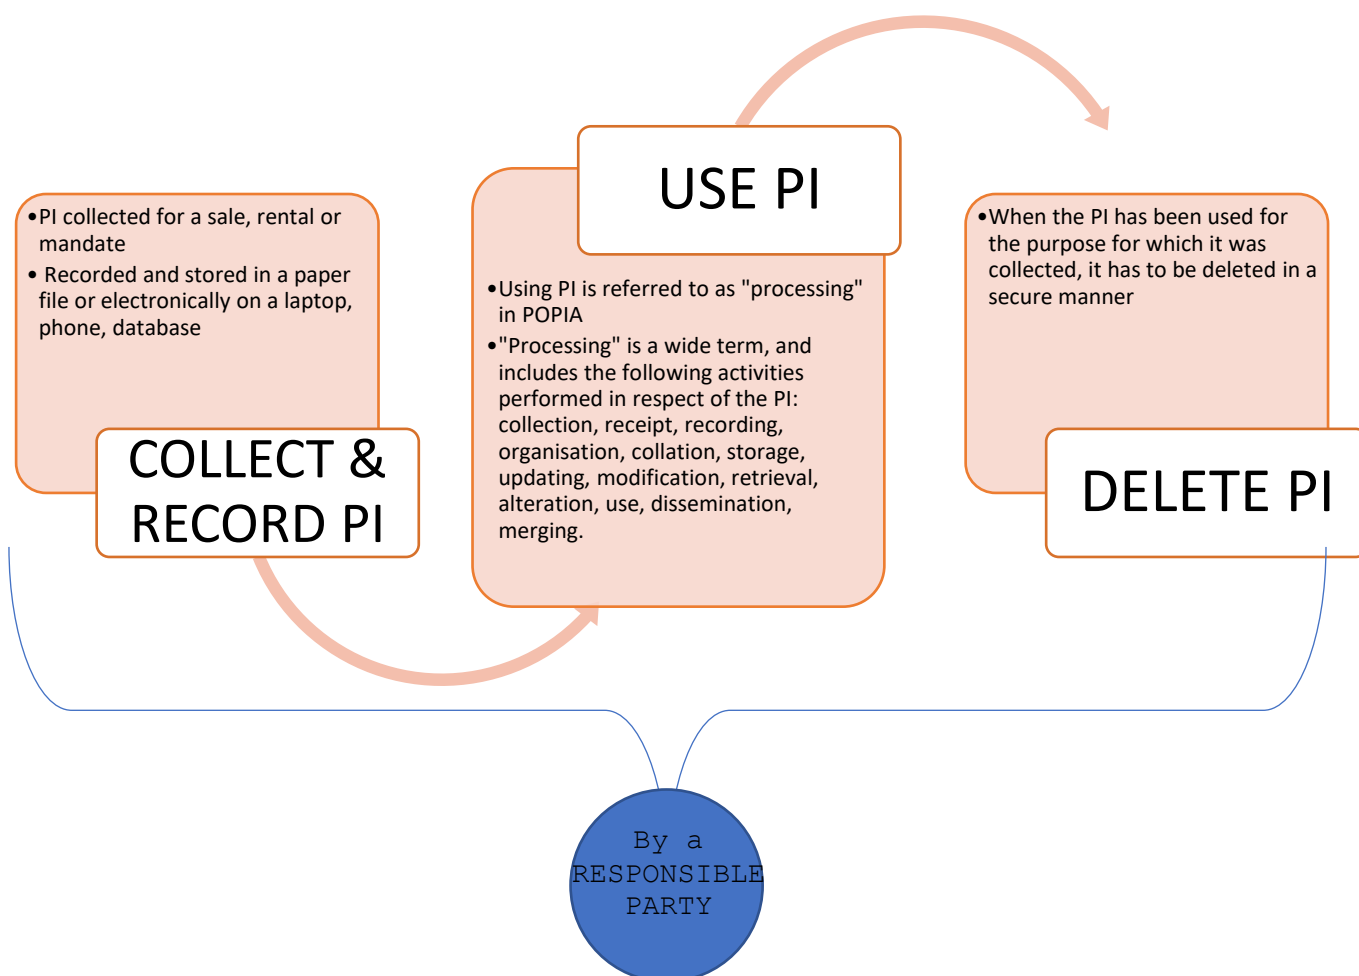 •PI collected for a sale, rental or
mandate
• Recorded and stored in a paper
file or electronically on a laptop,
phone, database
COLLECT &
RECORD PI
USE PI
•Using PI is referred to as "processing"
in POPIA
•"Processing" is a wide term, and
includes the following activities
performed in respect of the PI:
collection, receipt, recording,
organisation, collation, storage,
updating, modification, retrieval,
alteration, use, dissemination,
merging.
•When the PI has been used for
the purpose for which it was
collected, it has to be deleted in a
secure manner
DELETE PI
By a
RESPONSIBLE
PARTY